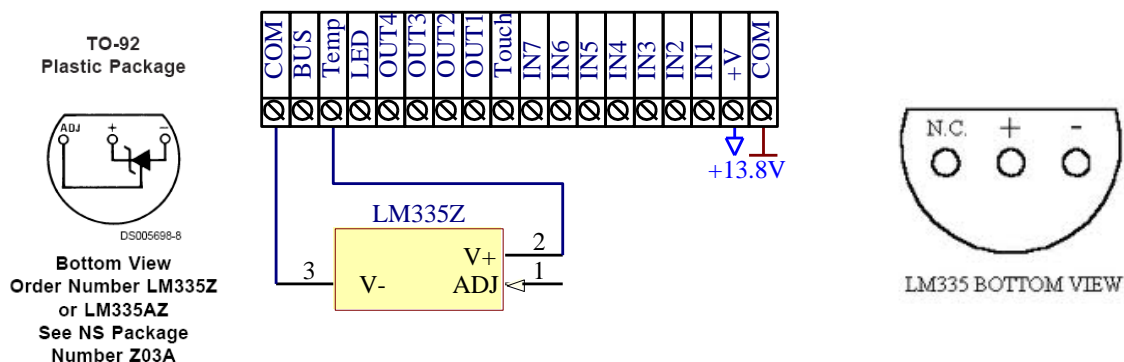 TO-92
Plastic Package
ADJ + −
DS005698-8
Bottom View
Order Number LM335Z
or LM335AZ
See NS Package
Number Z03A
COM
BUS
Temp
LED
OUT4
OUT3
OUT2
OUT1
Touch
IN7
IN6
IN5
IN4
IN3
IN2
IN1
+V
COM
+13.8V
LM335Z
V+ 2
3 V- ADJ 1
N.C. + -
LM335 BOTTOM VIEW